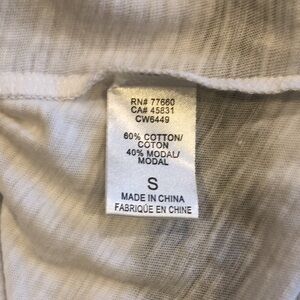 RN# 77660
CA# 45831
CW6449
60% COTTON/
COTON
40% MODAL/
MODAL
S
MADE IN CHINA
FABRIQUÉ EN CHINE